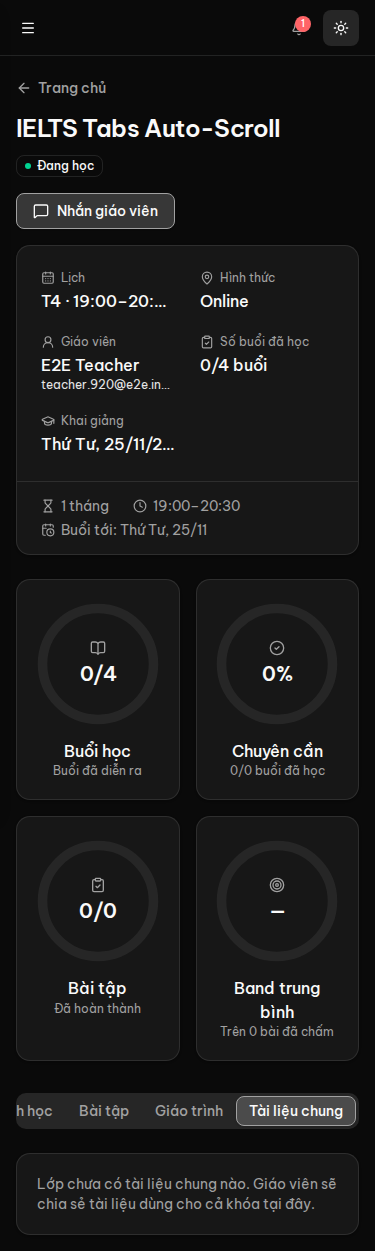 1
Trang chủ
IELTS Tabs Auto-Scroll
Đang học
Nhắn giáo viên
Lịch
T4 · 19:00–20:...
Hình thức
Online
Giáo viên
E2E Teacher
teacher.920@e2e.in...
Số buổi đã học
0/4 buổi
Khai giảng
Thứ Tư, 25/11/2...
1 tháng
19:00–20:30
Buổi tới: Thứ Tư, 25/11
0/4
Buổi học
Buổi đã diễn ra
0%
Chuyên cần
0/0 buổi đã học
0/0
Bài tập
Đã hoàn thành
–
Band trung
bình
Trên 0 bài đã chấm
h học
Bài tập
Giáo trình
Tài liệu chung
Lớp chưa có tài liệu chung nào. Giáo viên sẽ
chia sẻ tài liệu dùng cho cả khóa tại đây.